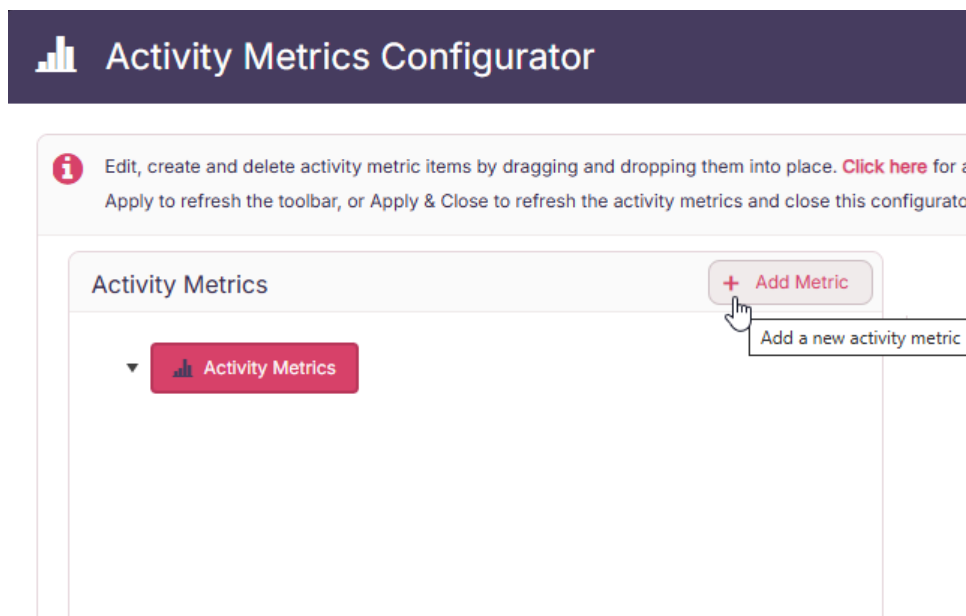 Activity Metrics Configurator
Edit, create and delete activity metric items by dragging and dropping them into place. Click here for
Apply to refresh the toolbar, or Apply & Close to refresh the activity metrics and close this
Activity Metrics
+ Add Metric
Add a new activity metric
Activity Metrics